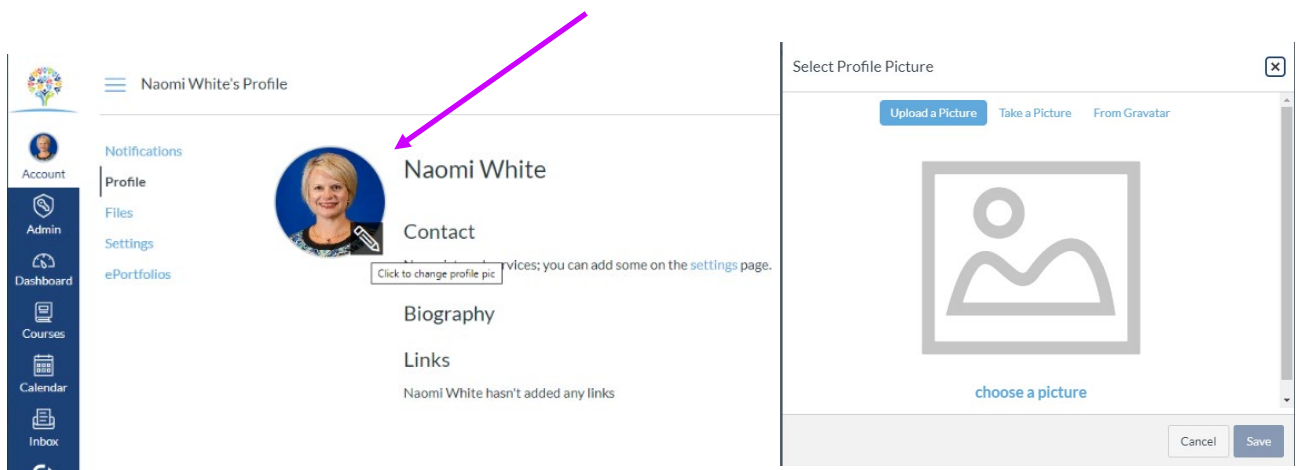 Naomi White's Profile
Account
Admin
Dashboard
Courses
Calendar
Inbox
Notifications
Profile
Files
Settings
ePortfolios
Naomi White
Contact
services; you can add some on the settings page.
Click to change profile pic
Biography
Links
Naomi White hasn't added any links
Select Profile Picture
Upload a Picture Take a Picture From Gravatar
choose a picture
Cancel Save